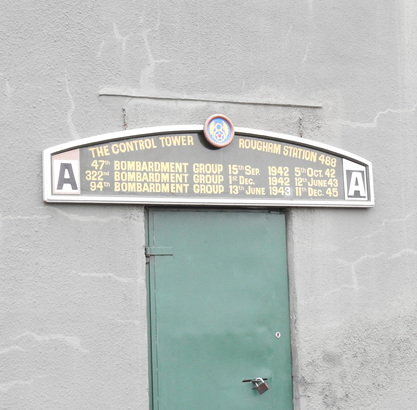 THE CONTROL TOWER 8 ROUGHAM STATION 468
47th BOMBARDMENT GROUP 15th SEP. 1942 5th OCT. 42
322nd BOMBARDMENT GROUP 1st DEC. 1942 12th JUNE 43
94th BOMBARDMENT GROUP 13th JUNE 1943 11th DEC. 45
A A